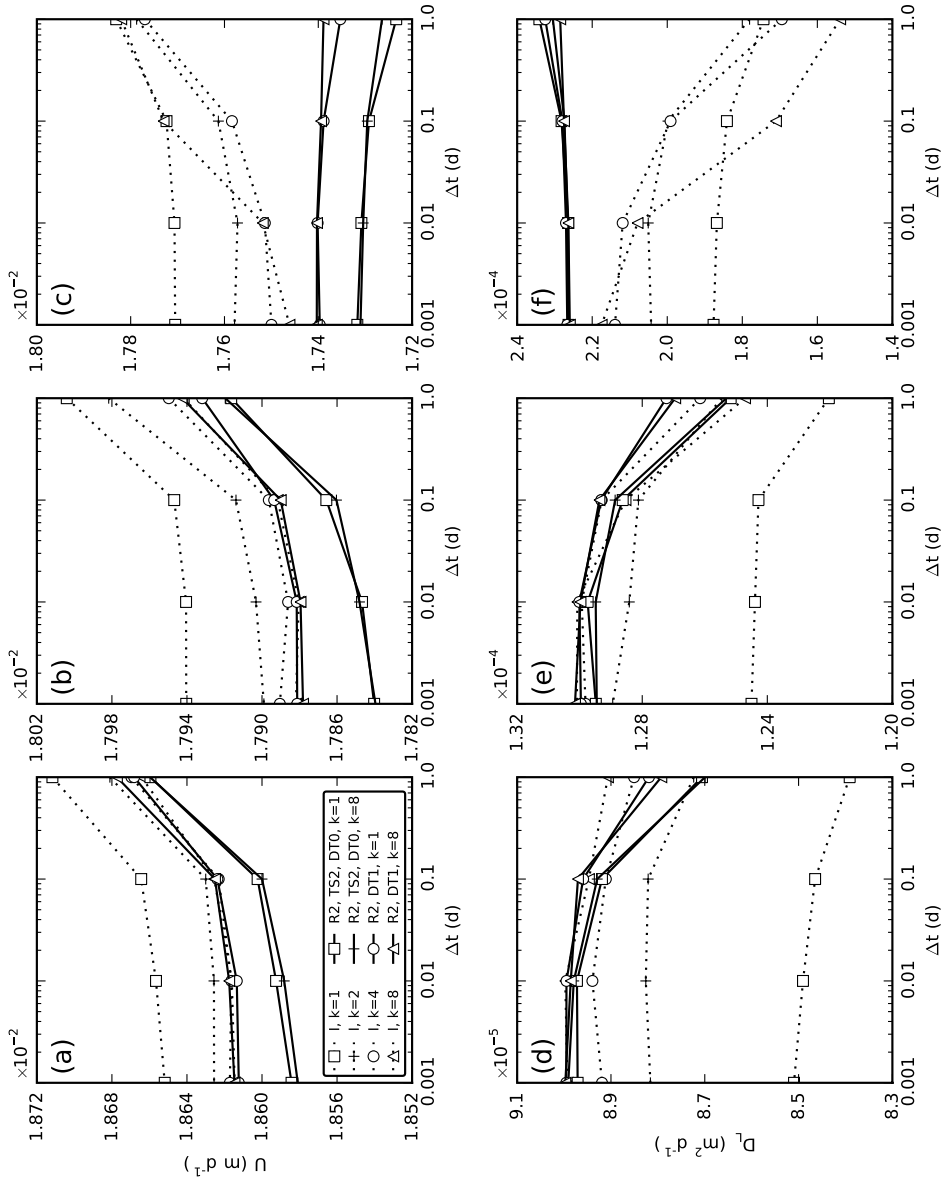 ×10⁻²
(a)
1.872
1.868
1.864
1.860
1.856
1.852
U (m d⁻¹)
0.001
0.01
0.1
1.0
Δt (d)
I, k=1
I, k=2
I, k=4
I, k=8
R2, TS2, DT0, k=1
R2, TS2, DT0, k=8
R2, DT1, k=1
R2, DT1, k=8
×10⁻²
(b)
1.802
1.798
1.794
1.790
1.786
1.782
0.001
0.01
0.1
1.0
Δt (d)
×10⁻²
(c)
1.80
1.78
1.76
1.74
1.72
0.001
0.01
0.1
1.0
Δt (d)
×10⁻⁵
(d)
9.1
8.9
8.7
8.5
8.3
D_L (m² d⁻¹)
0.001
0.01
0.1
1.0
Δt (d)
×10⁻⁴
(e)
1.32
1.28
1.24
1.20
0.001
0.01
0.1
1.0
Δt (d)
×10⁻⁴
(f)
2.4
2.2
2.0
1.8
1.6
1.4
0.001
0.01
0.1
1.0
Δt (d)